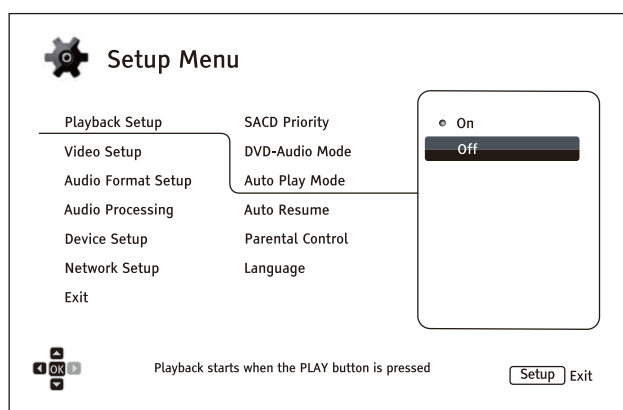 Setup Menu
Playback Setup
Video Setup
Audio Format Setup
Audio Processing
Device Setup
Network Setup
Exit
SACD Priority
DVD-Audio Mode
Auto Play Mode
Auto Resume
Parental Control
Language
On
Off
OK
Playback starts when the PLAY button is pressed
Setup Exit